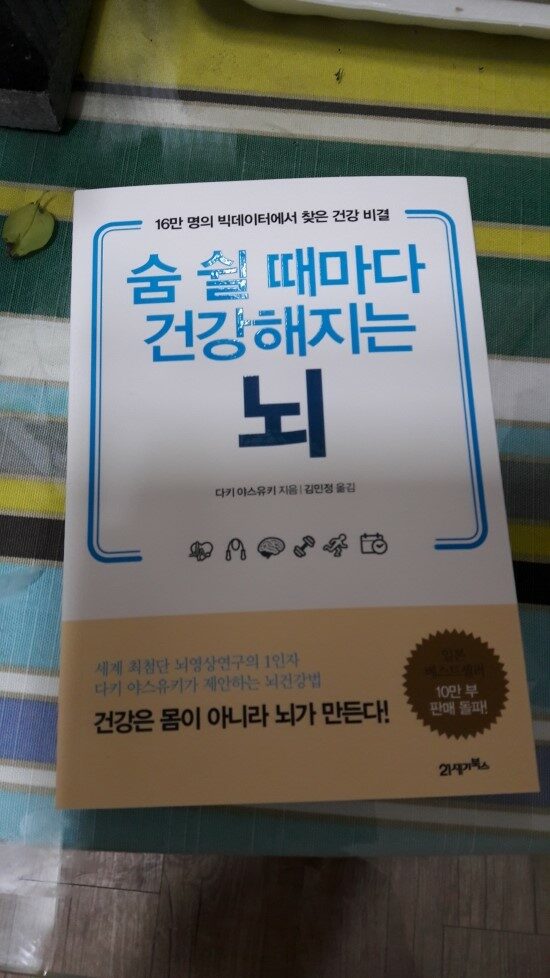 16만 명의 빅데이터에서 찾은 건강 비결
숨 쉴 때마다
건강해지는
뇌
다키 야스유키 지음 | 김민정 옮김
세계 최첨단 뇌영상연구의 1인자
다키 야스유키가 제안하는 뇌건강법
건강은 몸이 아니라 뇌가 만든다!
일본
베스트셀러
10만 부
판매 돌파!
21세기북스